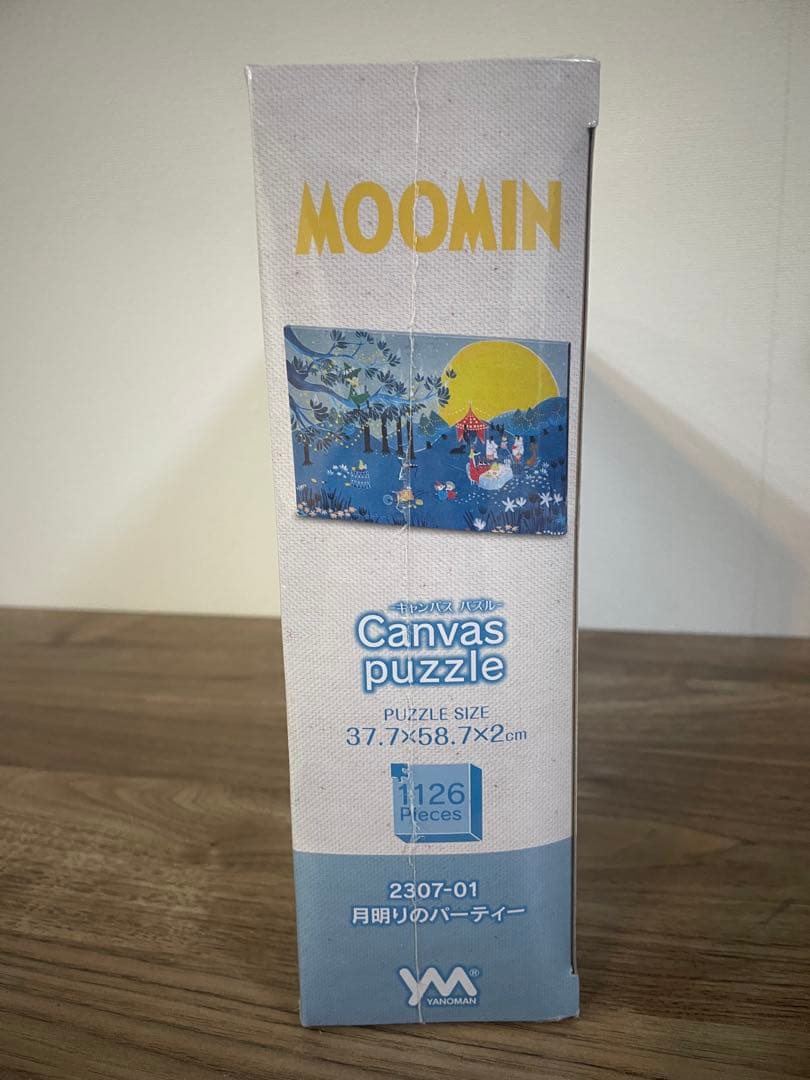 MOOMIN
-キャンバス パズル-
Canvas
puzzle
PUZZLE SIZE
37.7×58.7×2cm
1126
Pieces
2307-01
月明りのパーティー
YM®
YANOMAN